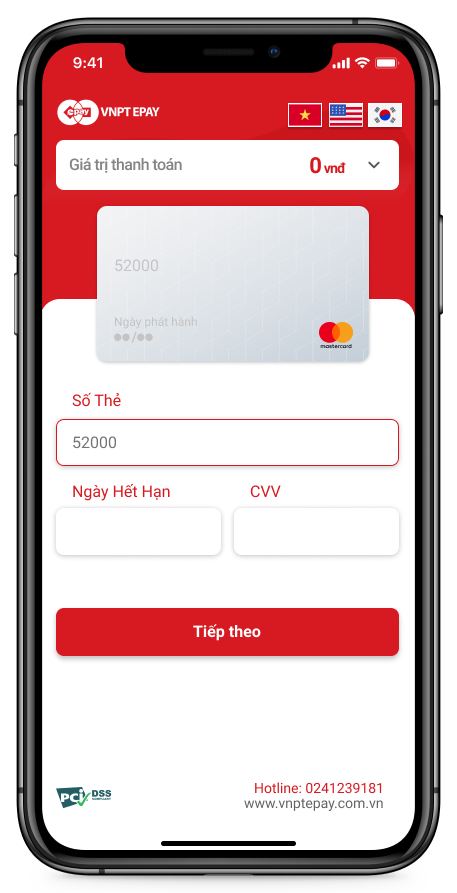 9:41
epay VNPT EPAY
Giá trị thanh toán 0 vnđ
52000
Ngày phát hành
●●/●●
mastercard
Số Thẻ
52000
Ngày Hết Hạn CVV
Tiếp theo
PCI DSS
COMPLIANT
Hotline: 0241239181
www.vnptepay.com.vn